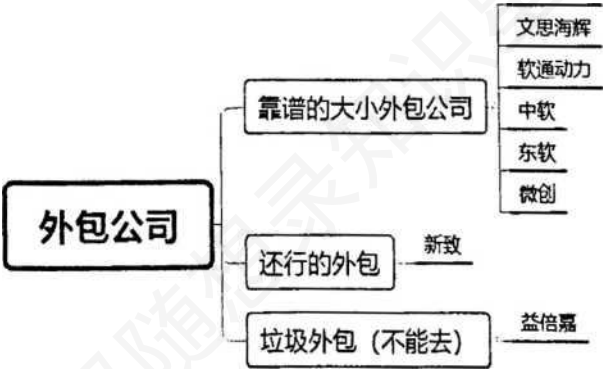 外包公司
靠谱的大小外包公司
文思海辉
软通动力
中软
东软
微创
还行的外包
新致
垃圾外包（不能去）
益倍嘉